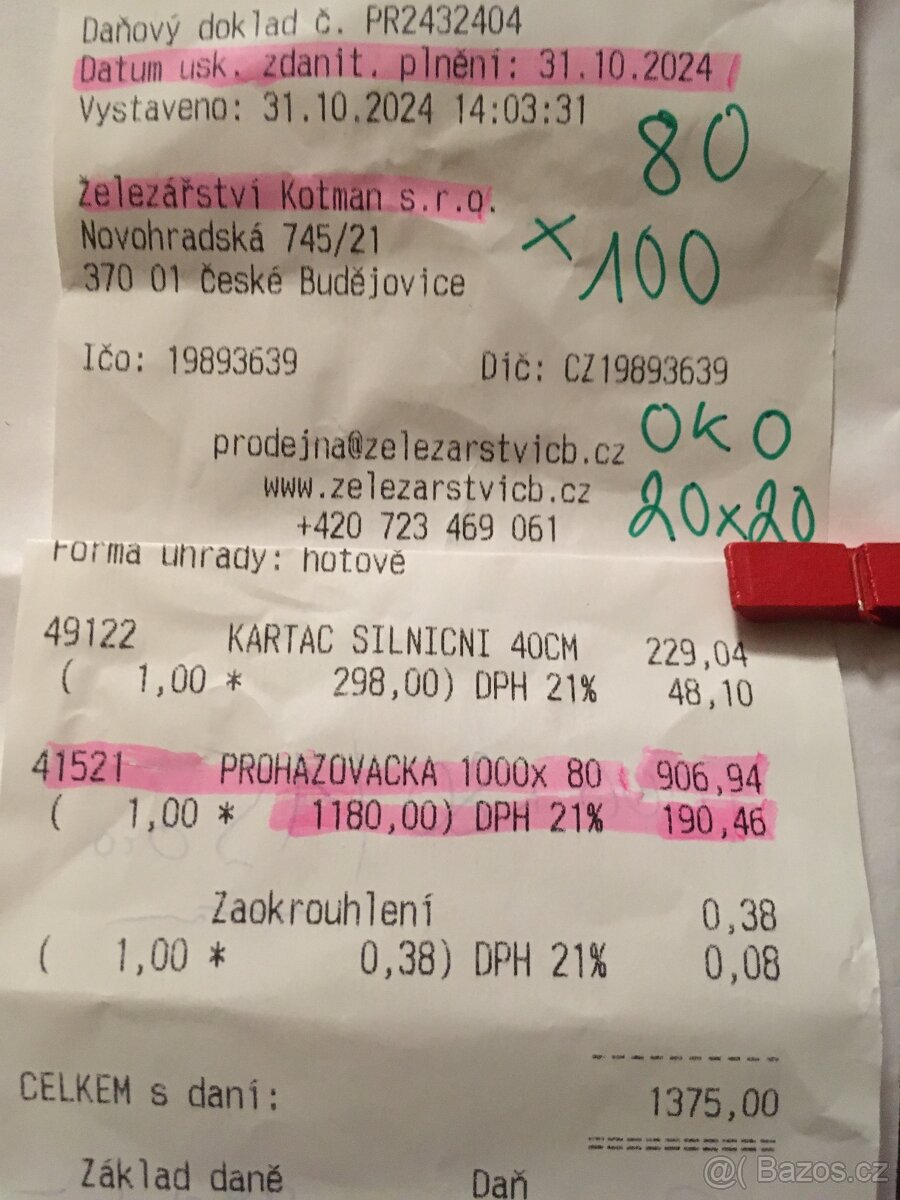 Daňový doklad č. PR2432404
Datum usk. zdanit. plnění: 31.10.2024
Vystaveno: 31.10.2024 14:03:31
80
Železářství Kotman s.r.o.
Novohradská 745/21
x 100
370 01 České Budějovice
Ičo: 19893639 Dič: CZ19893639
OKO
prodejna@zelezarstvicb.cz
www.zelezarstvicb.cz
20x20
+420 723 469 061
Forma úhrady: hotově
49122 KARTAC SILNICNI 40CM 229,04
( 1,00 * 298,00) DPH 21% 48,10
41521 PROHAZOVACKA 1000x 80 906,94
( 1,00 * 1180,00) DPH 21% 190,46
Zaokrouhlení 0,38
( 1,00 * 0,38) DPH 21% 0,08
CELKEM s daní: 1375,00
Základ daně Daň
@( Bazos.cz